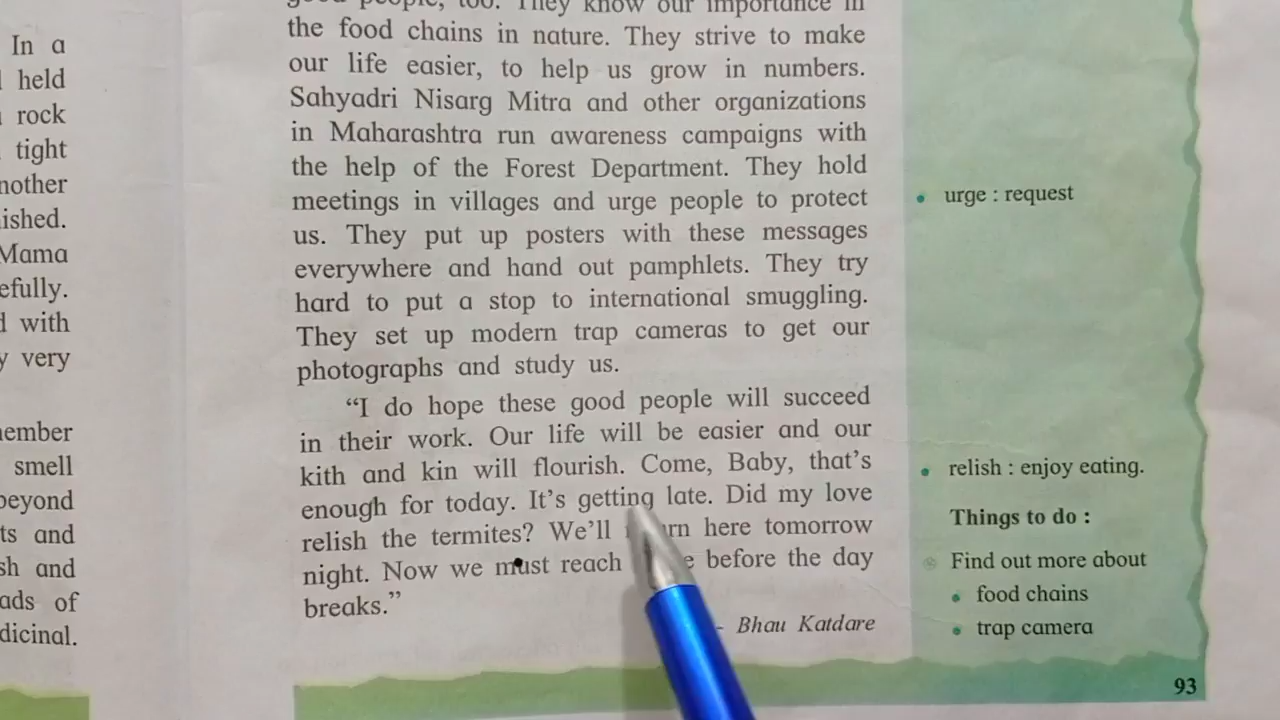 In a
held
rock
tight
nother
ished.
Mama
efully.
with
very
ember
smell
beyond
ts and
sh and
ads of
dicinal.
good people, too. They know our importance in
the food chains in nature. They strive to make
our life easier, to help us grow in numbers.
Sahyadri Nisarg Mitra and other organizations
in Maharashtra run awareness campaigns with
the help of the Forest Department. They hold
meetings in villages and urge people to protect
us. They put up posters with these messages
everywhere and hand out pamphlets. They try
hard to put a stop to international smuggling.
They set up modern trap cameras to get our
photographs and study us.
“I do hope these good people will succeed
in their work. Our life will be easier and our
kith and kin will flourish. Come, Baby, that’s
enough for today. It’s getting late. Did my love
relish the termites? We’ll here tomorrow
night. Now we must reach before the day
breaks.”
- Bhau Katdare
• urge : request
• relish : enjoy eating.
Things to do :
Find out more about
• food chains
• trap camera
93